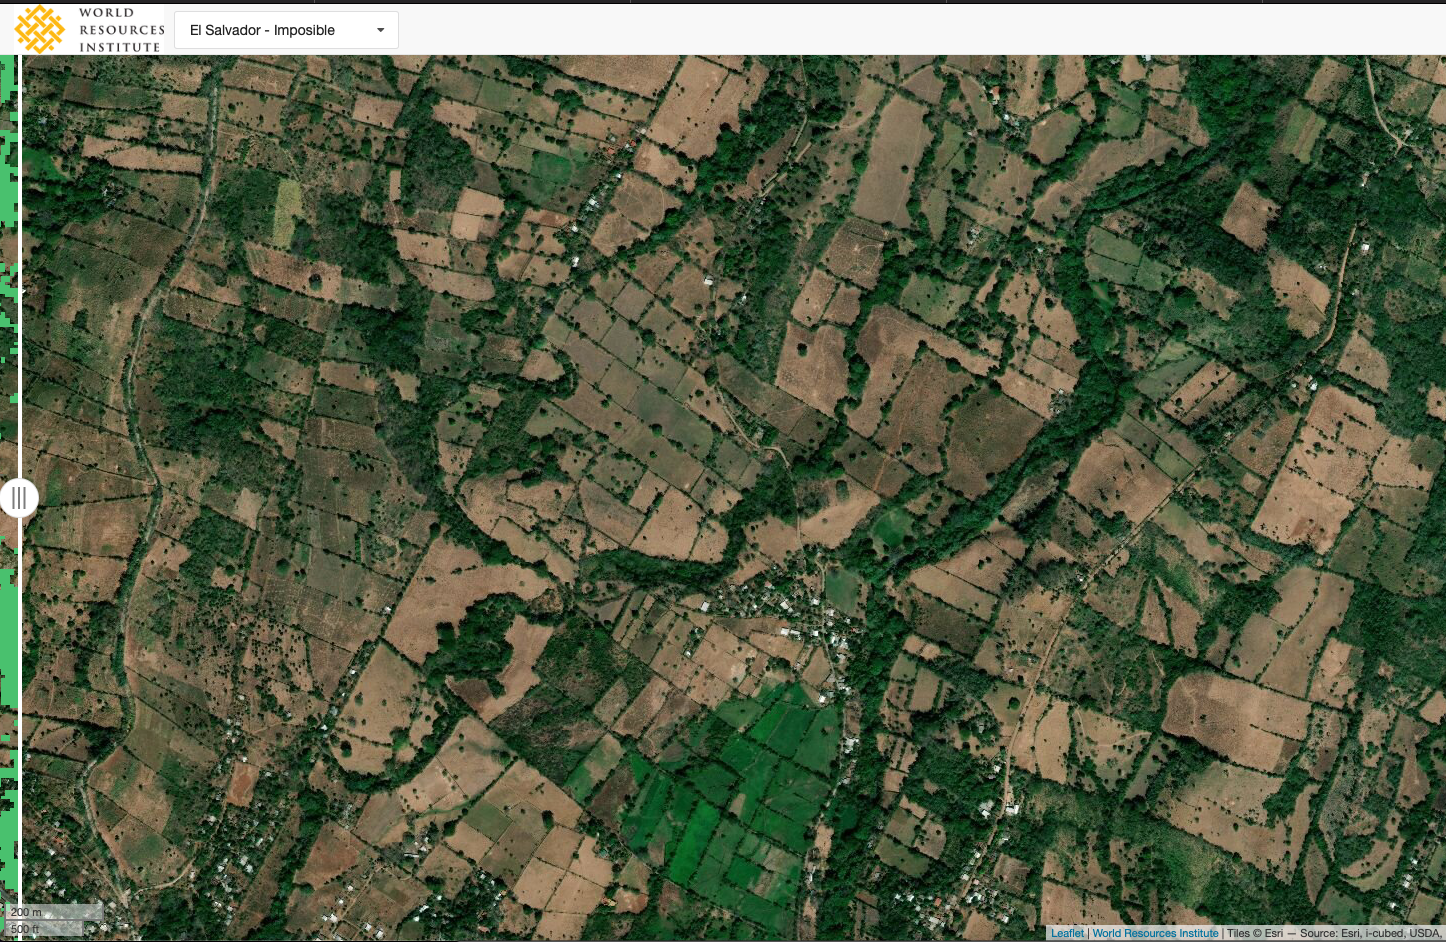 WORLD
RESOURCES
INSTITUTE
El Salvador - Imposible
200 m
500 ft
Leaflet | World Resources Institute | Tiles © Esri — Source: Esri, i-cubed, USDA,